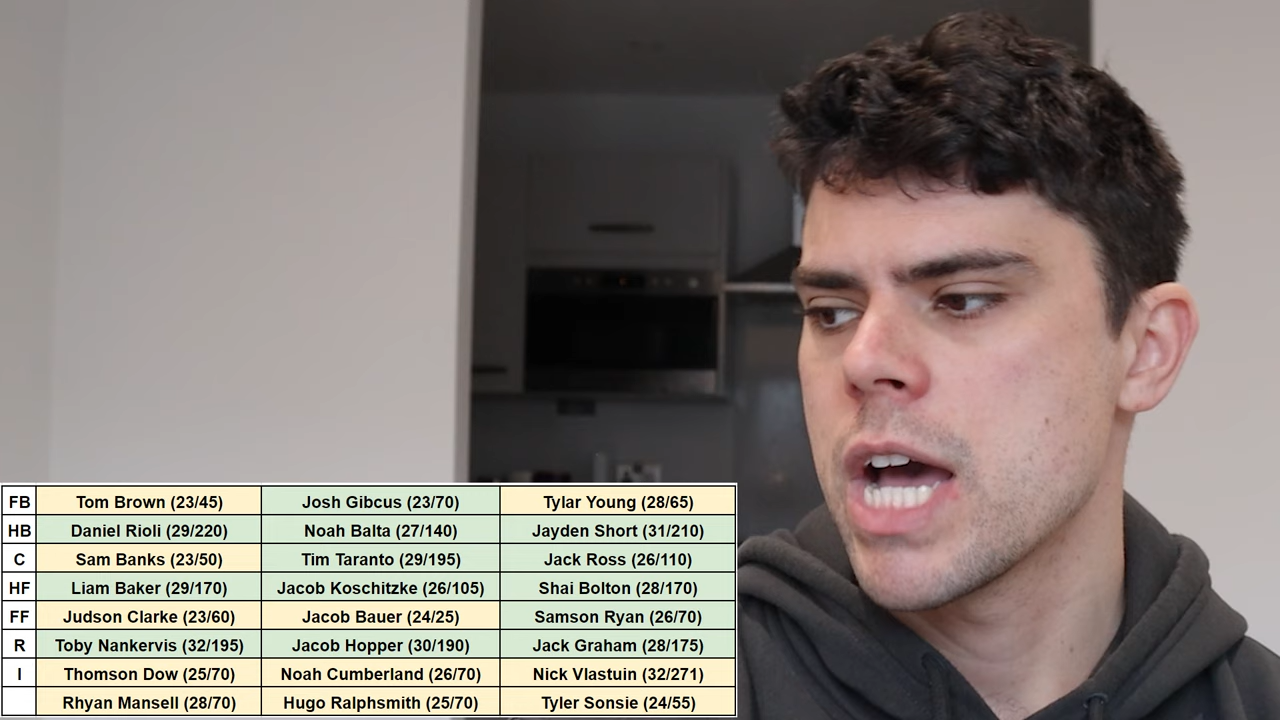 FB Tom Brown (23/45) Josh Gibcus (23/70) Tylar Young (28/65)
HB Daniel Rioli (29/220) Noah Balta (27/140) Jayden Short (31/210)
C Sam Banks (23/50) Tim Taranto (29/195) Jack Ross (26/110)
HF Liam Baker (29/170) Jacob Koschitzke (26/105) Shai Bolton (28/170)
FF Judson Clarke (23/60) Jacob Bauer (24/25) Samson Ryan (26/70)
R Toby Nankervis (32/195) Jacob Hopper (30/190) Jack Graham (28/175)
I Thomson Dow (25/70) Noah Cumberland (26/70) Nick Vlastuin (32/271)
Rhyan Mansell (28/70) Hugo Ralphsmith (25/70) Tyler Sonsie (24/55)